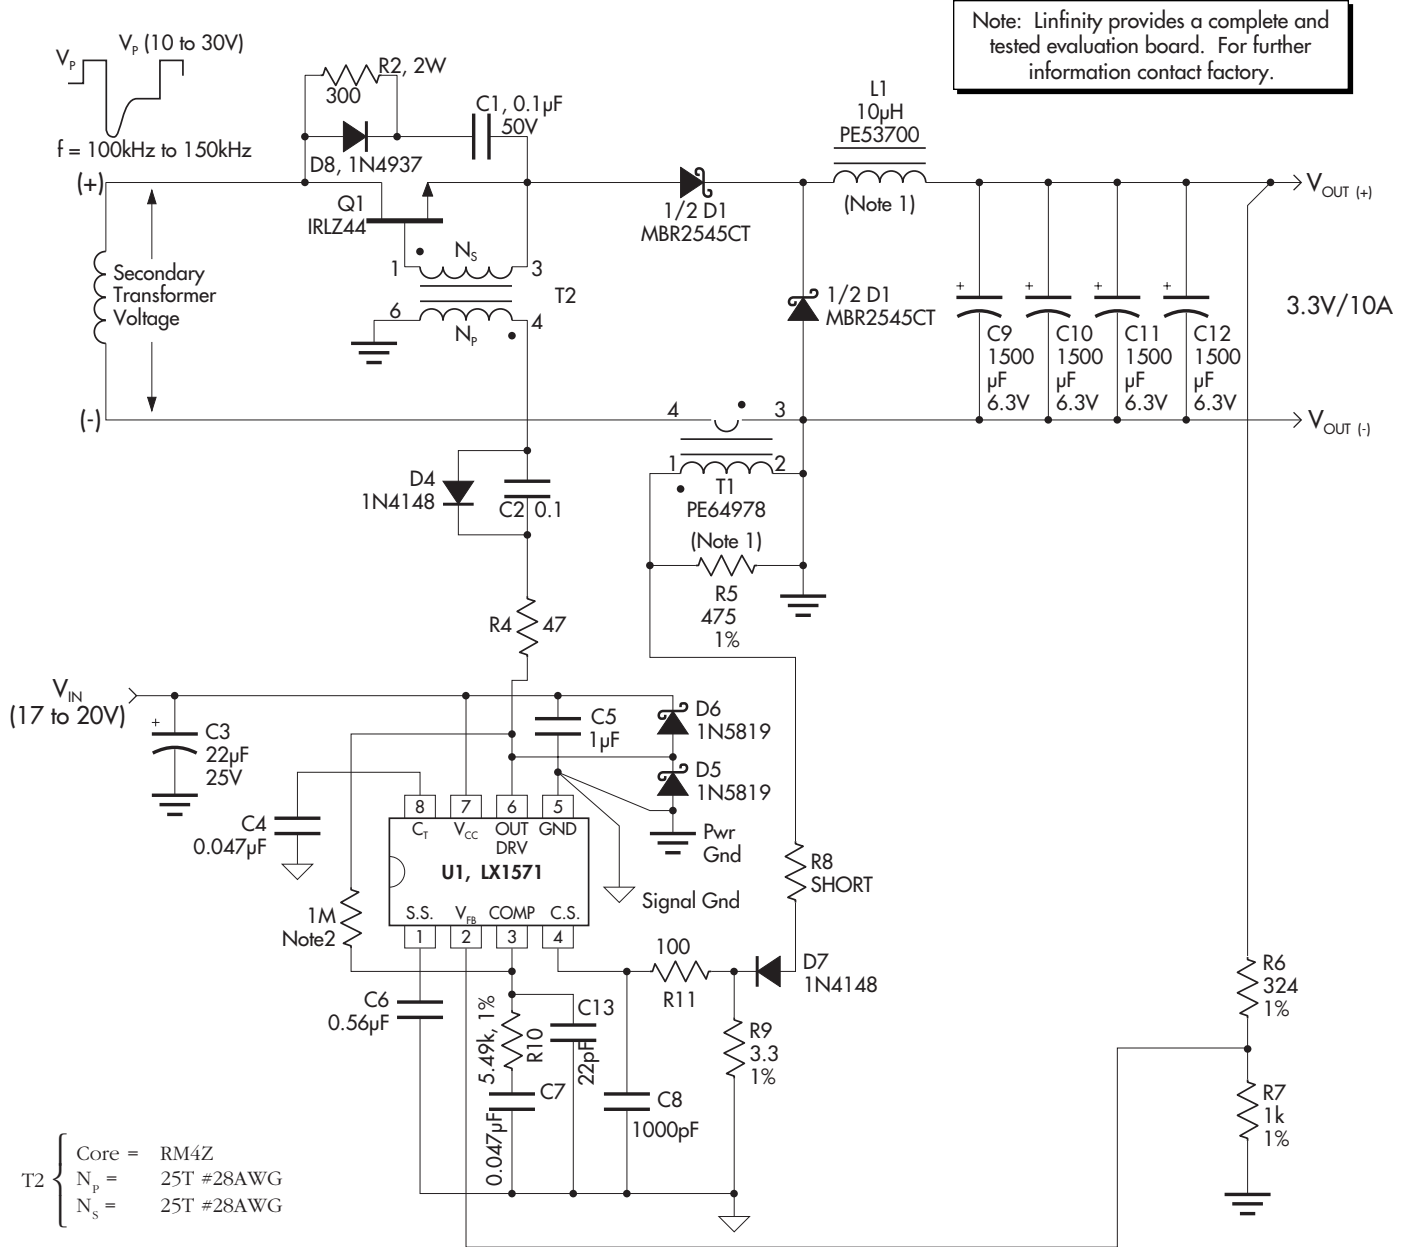 Note: Linfinity provides a complete and
tested evaluation board. For further
information contact factory.
V_P
V_P (10 to 30V)
f = 100kHz to 150kHz
R2, 2W
300
C1, 0.1µF
50V
D8, 1N4937
L1
10µH
PE53700
(Note 1)
(+)
Q1
IRLZ44
1/2 D1
MBR2545CT
V_OUT (+)
N_S
1
3
T2
6
4
N_P
Secondary
Transformer
Voltage
1/2 D1
MBR2545CT
+
+
+
+
C9
1500
µF
6.3V
C10
1500
µF
6.3V
C11
1500
µF
6.3V
C12
1500
µF
6.3V
3.3V/10A
(-)
4
3
V_OUT (-)
1
2
T1
PE64978
(Note 1)
D4
1N4148
C2 0.1
R5
475
1%
R4
47
V_IN
(17 to 20V)
+
C3
22µF
25V
C5
1µF
D6
1N5819
D5
1N5819
C4
0.047µF
8
7
6
5
C_T
V_CC
OUT
DRV
GND
U1, LX1571
Pwr
Gnd
Signal Gnd
R8
SHORT
1M
Note2
S.S.
V_FB
COMP
C.S.
1
2
3
4
100
R11
D7
1N4148
C6
0.56µF
5.49k, 1%
R10
C13
22pF
R9
3.3
1%
R6
324
1%
C7
0.047µF
C8
1000pF
R7
1k
1%
T2
Core = RM4Z
N_P = 25T #28AWG
N_S = 25T #28AWG